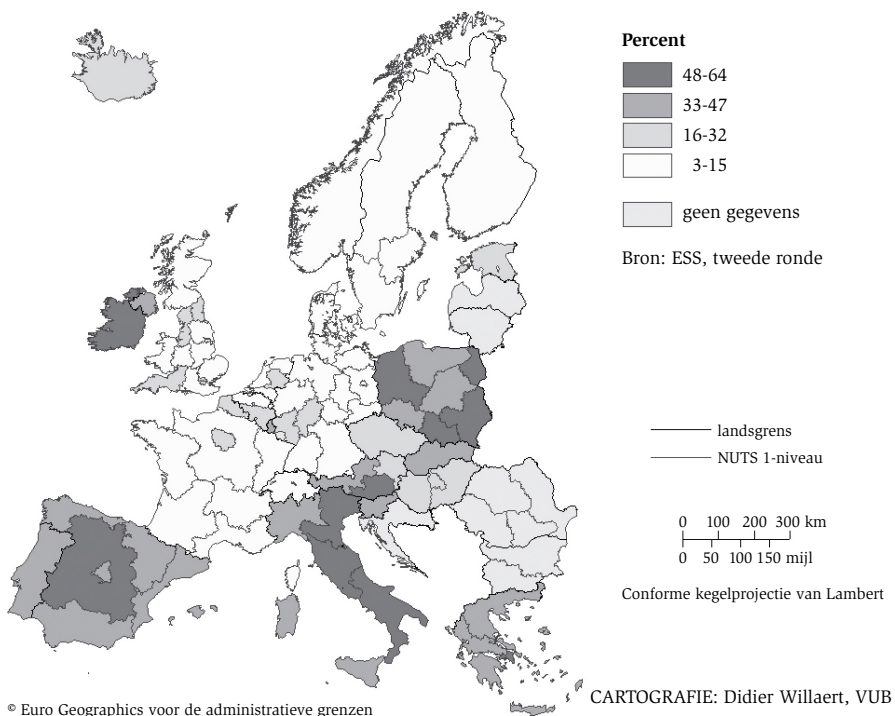 Percent
48-64
33-47
16-32
3-15
geen gegevens
Bron: ESS, tweede ronde
landsgrens
NUTS 1-niveau
0 100 200 300 km
0 50 100 150 mijl
Conforme kegelprojectie van Lambert
CARTOGRAFIE: Didier Willaert, VUB
© Euro Geographics voor de administratieve grenzen